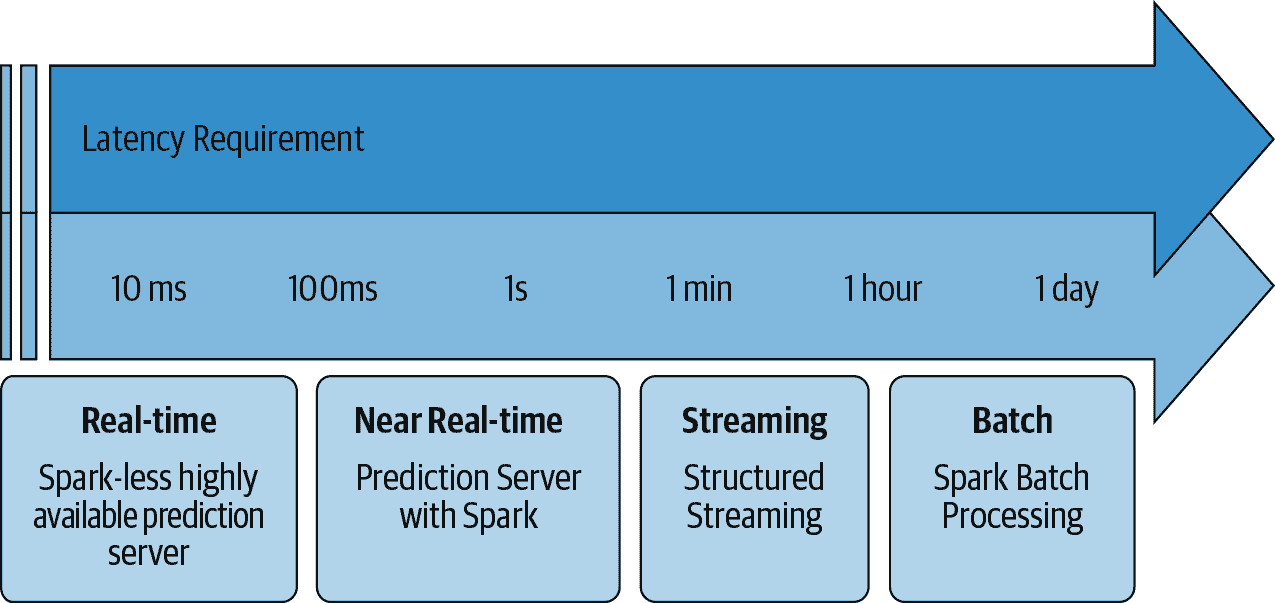 Latency Requirement
10 ms 100ms 1s 1 min 1 hour 1 day
Real-time
Spark-less highly
available prediction
server
Near Real-time
Prediction Server
with Spark
Streaming
Structured
Streaming
Batch
Spark Batch
Processing